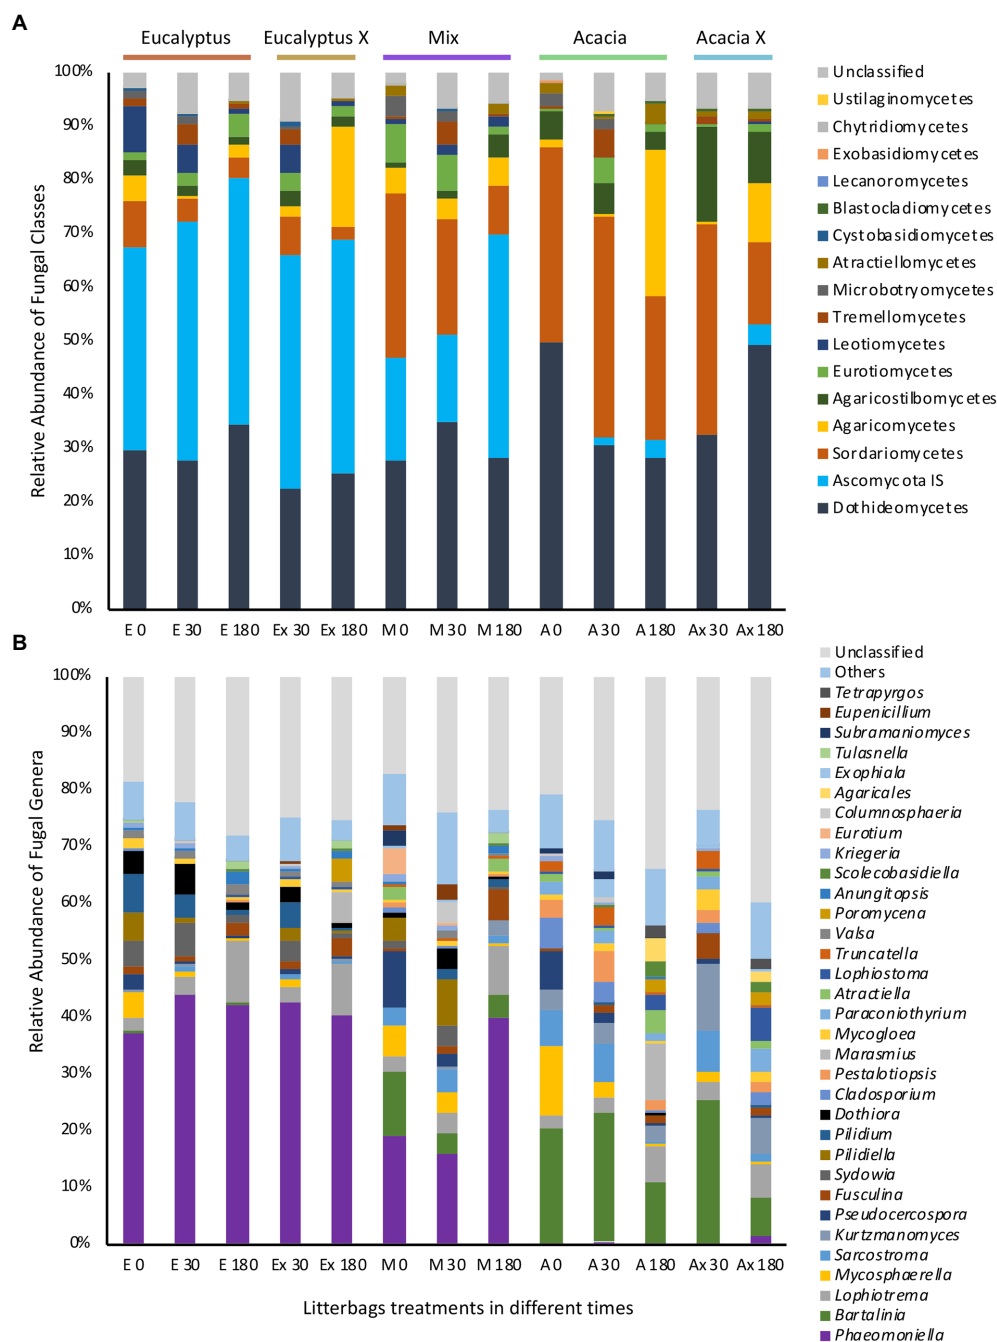 A
Eucalyptus Eucalyptus X Mix Acacia Acacia X
Relative Abundance of Fungal Classes
100%
90%
80%
70%
60%
50%
40%
30%
20%
10%
0%
E 0 E 30 E 180 Ex 30 Ex 180 M 0 M 30 M 180 A 0 A 30 A 180 Ax 30 Ax 180
Unclassified
Ustilaginomycetes
Chytridiomycetes
Exobasidiomycetes
Lecanoromycetes
Blastocladiomycetes
Cystobasidiomycetes
Atractiellomycetes
Microbotryomycetes
Tremellomycetes
Leotiomycetes
Eurotiomycetes
Agaricostilbomycetes
Agaricomycetes
Sordariomycetes
Ascomycota IS
Dothideomycetes
B
Relative Abundance of Fugal Genera
100%
90%
80%
70%
60%
50%
40%
30%
20%
10%
0%
E 0 E 30 E 180 Ex 30 Ex 180 M 0 M 30 M 180 A 0 A 30 A 180 Ax 30 Ax 180
Litterbags treatments in different times
Unclassified
Others
Tetrapyrgos
Eupenicillium
Subramaniomyces
Tulasnella
Exophiala
Agaricales
Columnosphaeria
Eurotium
Kriegeria
Scolecobasidiella
Anungitopsis
Poromycena
Valsa
Truncatella
Lophiostoma
Atractiella
Paraconiothyrium
Mycogloea
Marasmius
Pestalotiopsis
Cladosporium
Dothiora
Pilidium
Pilidiella
Sydowia
Fusculina
Pseudocercospora
Kurtzmanomyces
Sarcostroma
Mycosphaerella
Lophiotrema
Bartalinia
Phaeomoniella